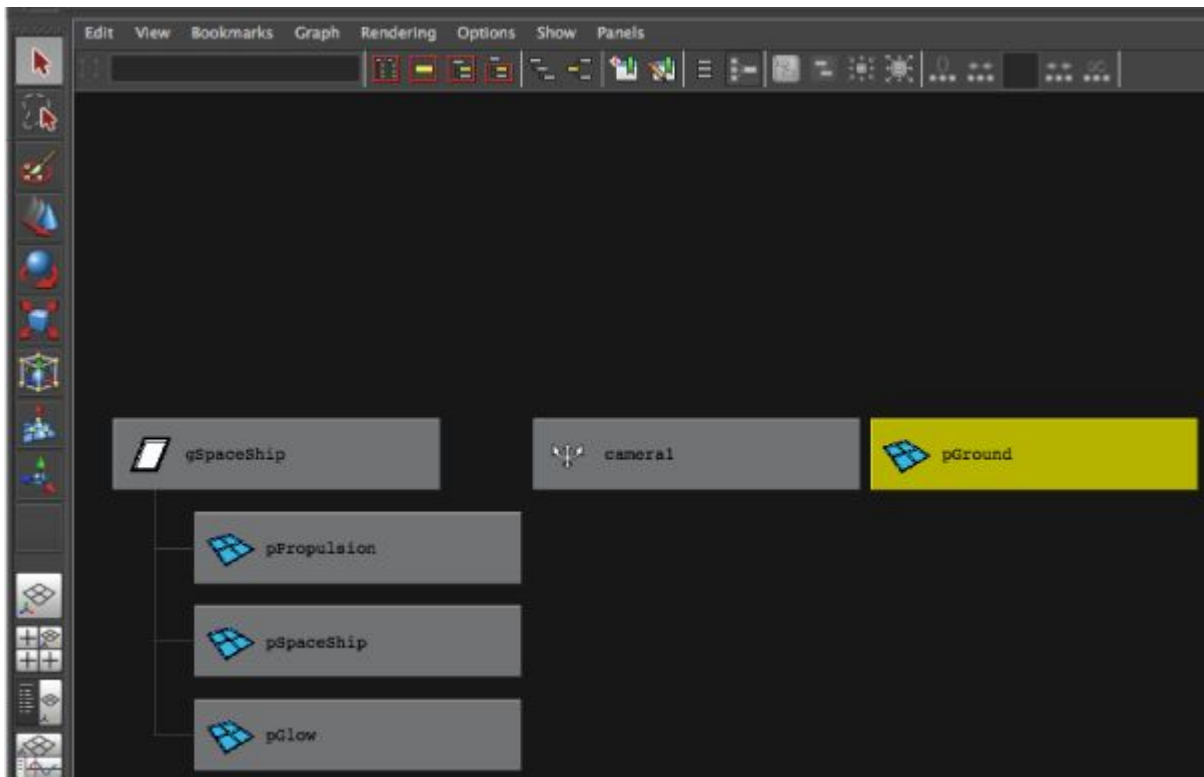 Edit View Bookmarks Graph Rendering Options Show Panels
gSpaceShip
camera1
pGround
pPropulsion
pSpaceShip
pGlow